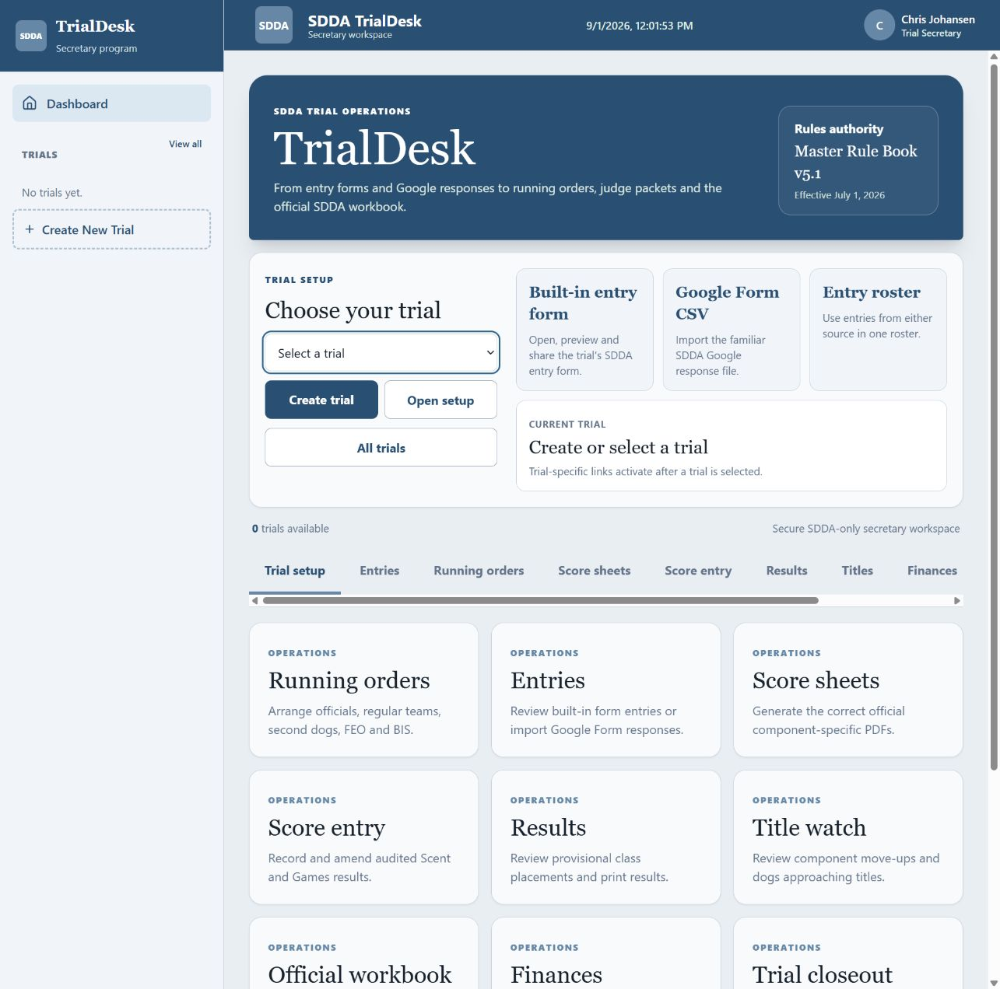 SDDA
TrialDesk
Secretary program
SDDA
SDDA TrialDesk
Secretary workspace
9/1/2026, 12:01:53 PM
C
Chris Johansen
Trial Secretary
Dashboard
View all
TRIALS
No trials yet.
+ Create New Trial
SDDA TRIAL OPERATIONS
TrialDesk
From entry forms and Google responses to running orders, judge packets and the
official SDDA workbook.
Rules authority
Master Rule Book
v5.1
Effective July 1, 2026
TRIAL SETUP
Choose your trial
Select a trial
Create trial
Open setup
All trials
Built-in entry
form
Open, preview and
share the trial's SDDA
entry form.
Google Form
CSV
Import the familiar
SDDA Google
response file.
Entry roster
Use entries from either
source in one roster.
CURRENT TRIAL
Create or select a trial
Trial-specific links activate after a trial is selected.
0 trials available
Secure SDDA-only secretary workspace
Trial setup
Entries
Running orders
Score sheets
Score entry
Results
Titles
Finances
OPERATIONS
Running orders
Arrange officials, regular teams,
second dogs, FEO and BIS.
OPERATIONS
Entries
Review built-in form entries or
import Google Form responses.
OPERATIONS
Score sheets
Generate the correct official
component-specific PDFs.
OPERATIONS
Score entry
Record and amend audited Scent
and Games results.
OPERATIONS
Results
Review provisional class
placements and print results.
OPERATIONS
Title watch
Review component move-ups and
dogs approaching titles.
OPERATIONS
Official workbook
OPERATIONS
Finances
OPERATIONS
Trial closeout